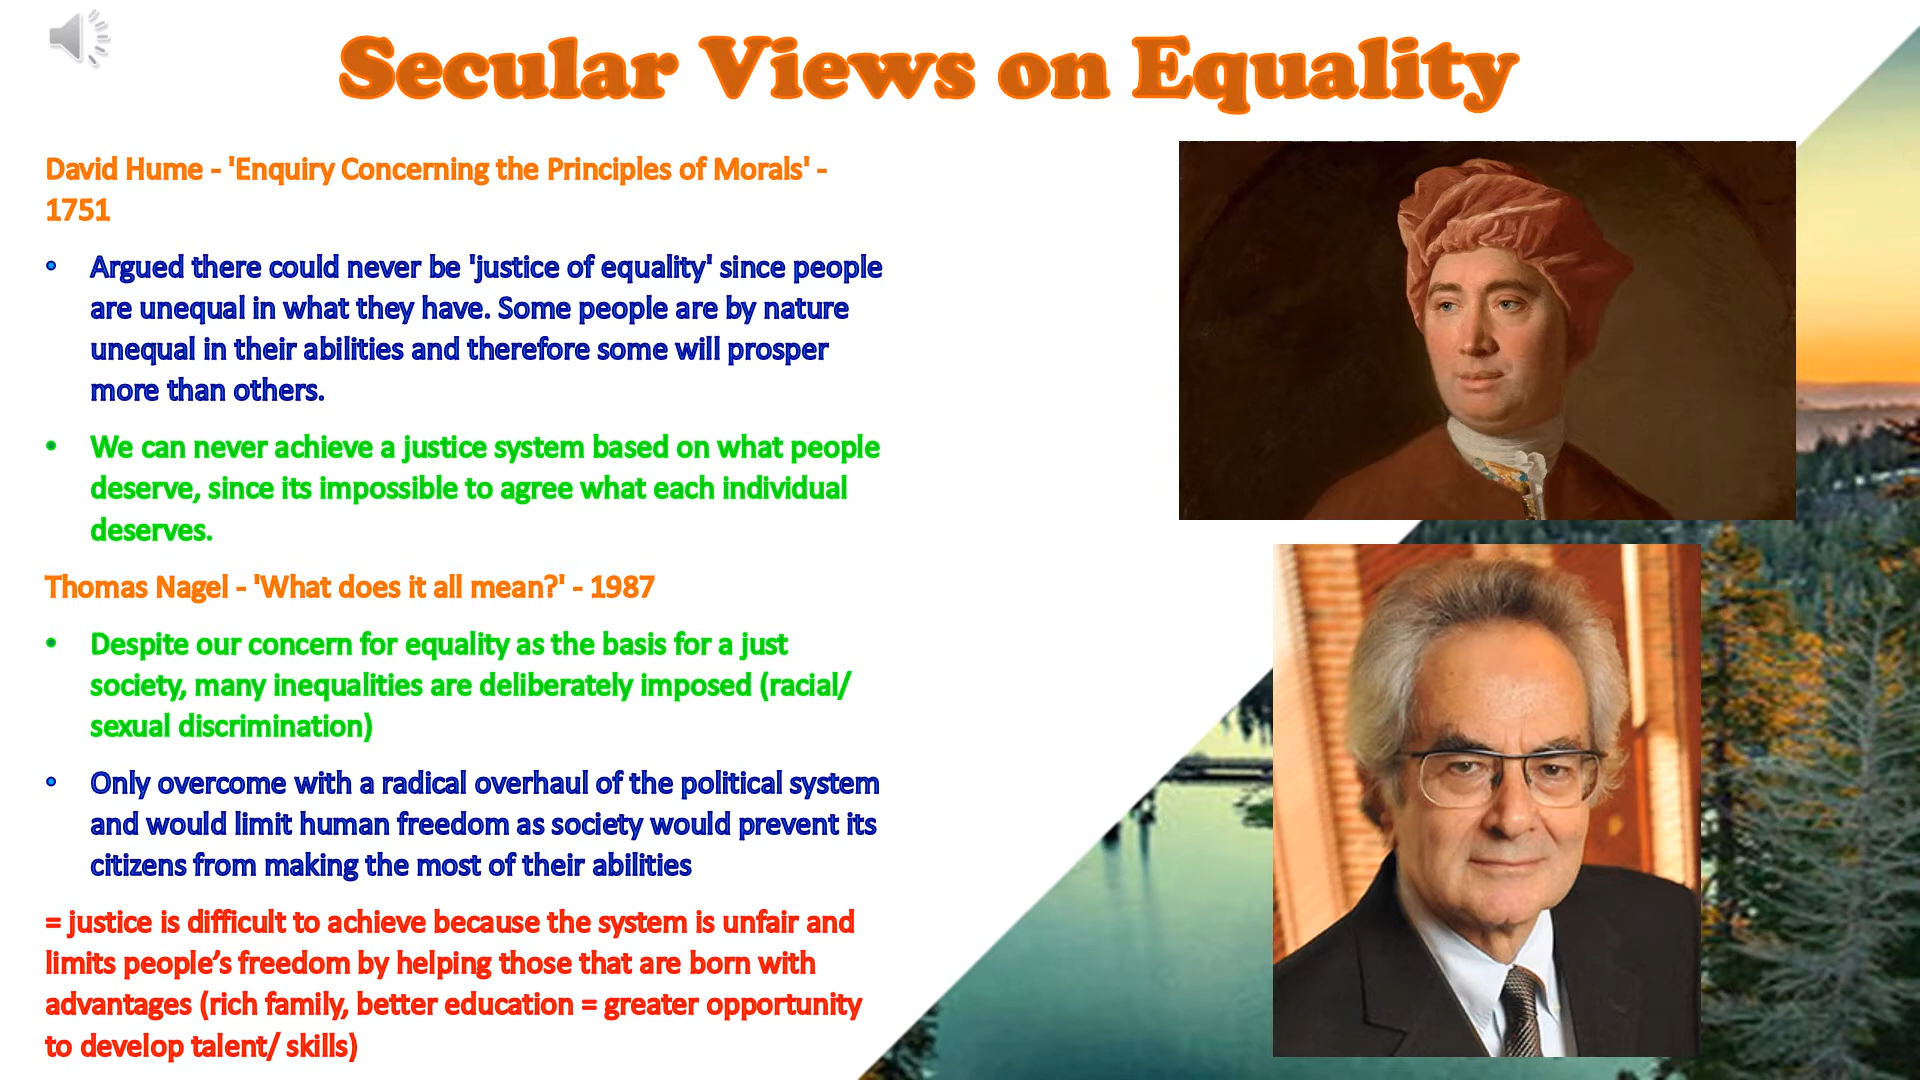 Secular Views on Equality
David Hume - 'Enquiry Concerning the Principles of Morals' -
1751
• Argued there could never be 'justice of equality' since people
are unequal in what they have. Some people are by nature
unequal in their abilities and therefore some will prosper
more than others.
• We can never achieve a justice system based on what people
deserve, since its impossible to agree what each individual
deserves.
Thomas Nagel - 'What does it all mean?' - 1987
• Despite our concern for equality as the basis for a just
society, many inequalities are deliberately imposed (racial/
sexual discrimination)
• Only overcome with a radical overhaul of the political system
and would limit human freedom as society would prevent its
citizens from making the most of their abilities
= justice is difficult to achieve because the system is unfair and
limits people’s freedom by helping those that are born with
advantages (rich family, better education = greater opportunity
to develop talent/ skills)